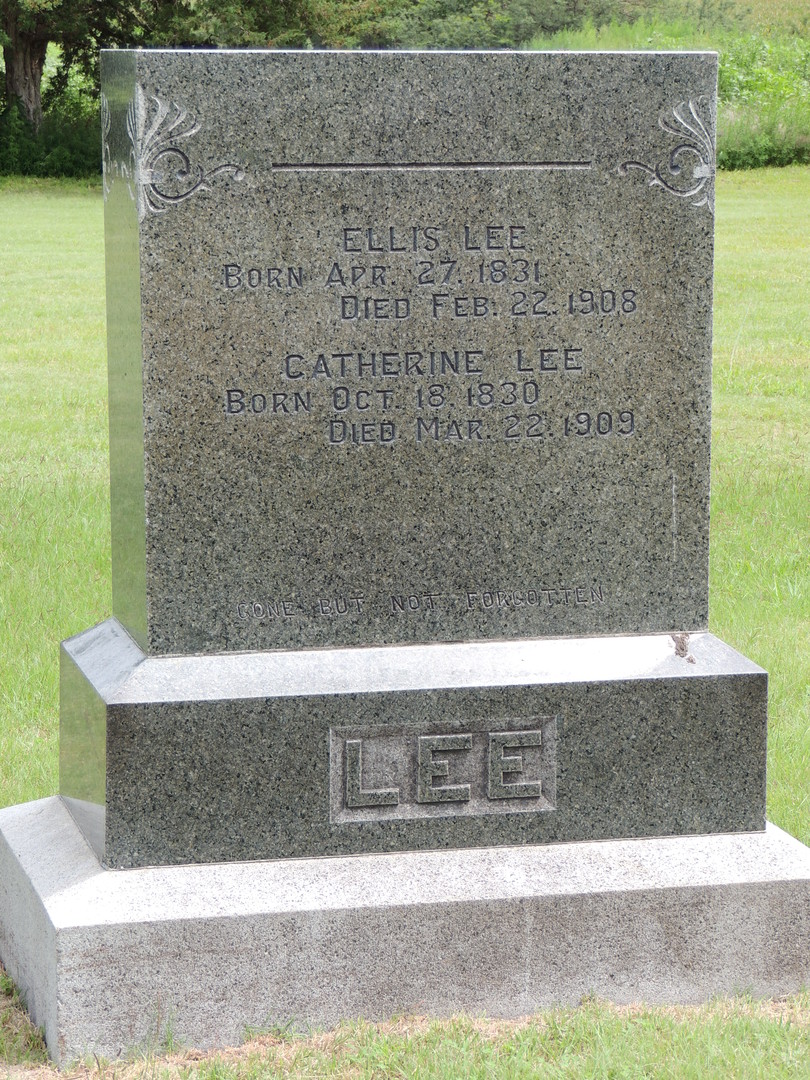 ELLIS LEE
BORN APR. 27. 1831
DIED FEB. 22. 1908
CATHERINE LEE
BORN OCT. 18. 1830
DIED MAR. 22. 1909
GONE BUT NOT FORGOTTEN
LEE